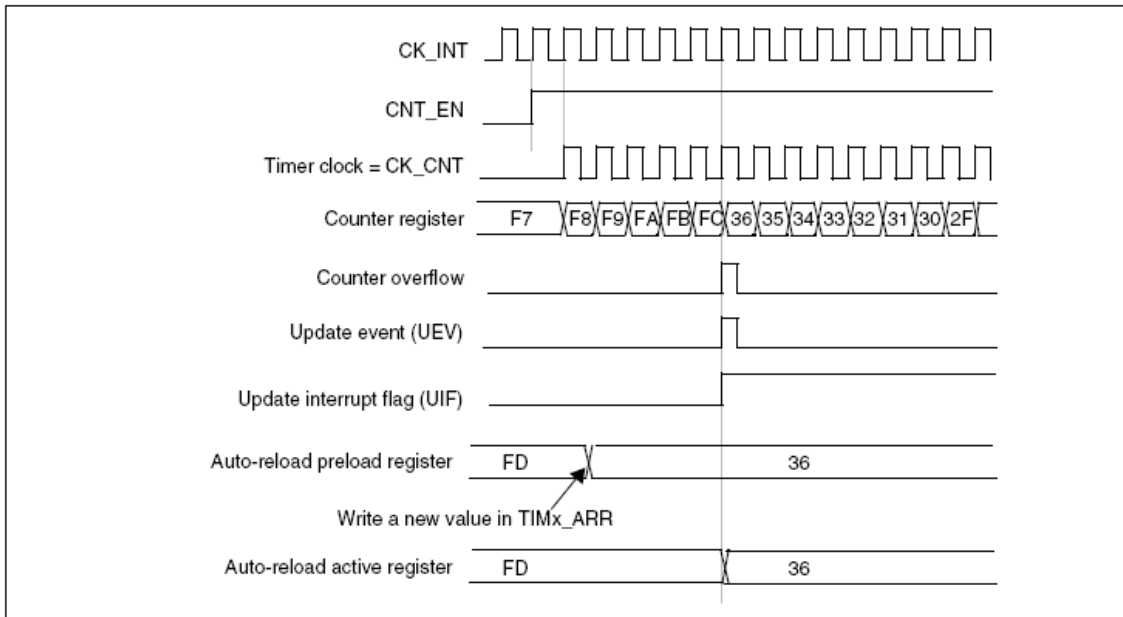 CK_INT
CNT_EN
Timer clock = CK_CNT
Counter register
F7 F8 F9 FA FB FC 36 35 34 33 32 31 30 2F
Counter overflow
Update event (UEV)
Update interrupt flag (UIF)
Auto-reload preload register
FD 36
Write a new value in TIMx_ARR
Auto-reload active register
FD 36